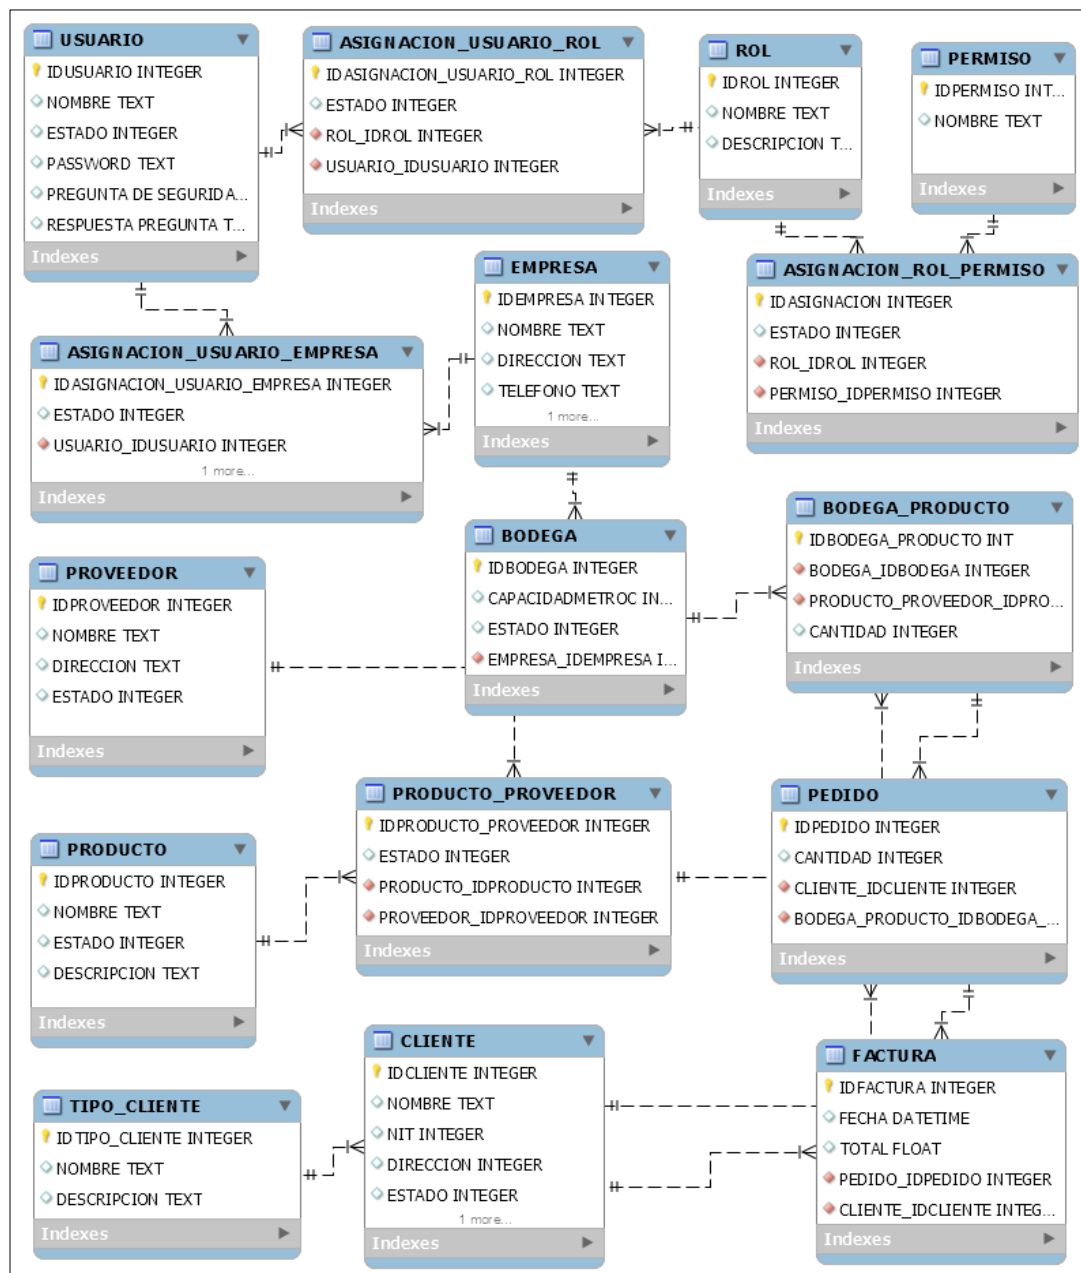 USUARIO
IDUSUARIO INTEGER
NOMBRE TEXT
ESTADO INTEGER
PASSWORD TEXT
PREGUNTA DE SEGURIDA...
RESPUESTA PREGUNTA T...
Indexes
ASIGNACION_USUARIO_ROL
IDASIGNACION_USUARIO_ROL INTEGER
ESTADO INTEGER
ROL_IDROL INTEGER
USUARIO_IDUSUARIO INTEGER
Indexes
ROL
IDROL INTEGER
NOMBRE TEXT
DESCRIPCION T...
Indexes
PERMISO
IDPERMISO INT...
NOMBRE TEXT
Indexes
ASIGNACION_USUARIO_EMPRESA
IDASIGNACION_USUARIO_EMPRESA INTEGER
ESTADO INTEGER
USUARIO_IDUSUARIO INTEGER
1 more...
Indexes
EMPRESA
IDEMPRESA INTEGER
NOMBRE TEXT
DIRECCION TEXT
TELEFONO TEXT
1 more...
Indexes
ASIGNACION_ROL_PERMISO
IDASIGNACION INTEGER
ESTADO INTEGER
ROL_IDROL INTEGER
PERMISO_IDPERMISO INTEGER
Indexes
PROVEEDOR
IDPROVEEDOR INTEGER
NOMBRE TEXT
DIRECCION TEXT
ESTADO INTEGER
Indexes
BODEGA
IDBODEGA INTEGER
CAPACIDADMETROC IN...
ESTADO INTEGER
EMPRESA_IDEMPRESA I...
Indexes
BODEGA_PRODUCTO
IDBODEGA_PRODUCTO INT
BODEGA_IDBODEGA INTEGER
PRODUCTO_PROVEEDOR_IDPRO...
CANTIDAD INTEGER
Indexes
PRODUCTO
IDPRODUCTO INTEGER
NOMBRE TEXT
ESTADO INTEGER
DESCRIPCION TEXT
Indexes
PRODUCTO_PROVEEDOR
IDPRODUCTO_PROVEEDOR INTEGER
ESTADO INTEGER
PRODUCTO_IDPRODUCTO INTEGER
PROVEEDOR_IDPROVEEDOR INTEGER
Indexes
PEDIDO
IDPEDIDO INTEGER
CANTIDAD INTEGER
CLIENTE_IDCLIENTE INTEGER
BODEGA_PRODUCTO_IDBODEGA_...
Indexes
TIPO_CLIENTE
IDTIPO_CLIENTE INTEGER
NOMBRE TEXT
DESCRIPCION TEXT
Indexes
CLIENTE
IDCLIENTE INTEGER
NOMBRE TEXT
NIT INTEGER
DIRECCION INTEGER
ESTADO INTEGER
1 more...
Indexes
FACTURA
IDFACTURA INTEGER
FECHA DATETIME
TOTAL FLOAT
PEDIDO_IDPEDIDO INTEGER
CLIENTE_IDCLIENTE INTEG...
Indexes